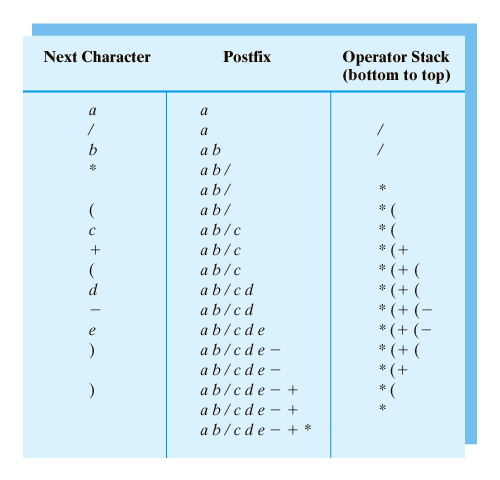 Next Character Postfix Operator Stack
(bottom to top)
a a
/ a /
b a b /
* a b /
a b / *
( a b / * (
c a b / c * (
+ a b / c * ( +
( a b / c * ( + (
d a b / c d * ( + (
− a b / c d * ( + ( −
e a b / c d e * ( + ( −
) a b / c d e − * ( + (
a b / c d e − * ( +
) a b / c d e − + * (
a b / c d e − + *
a b / c d e − + *